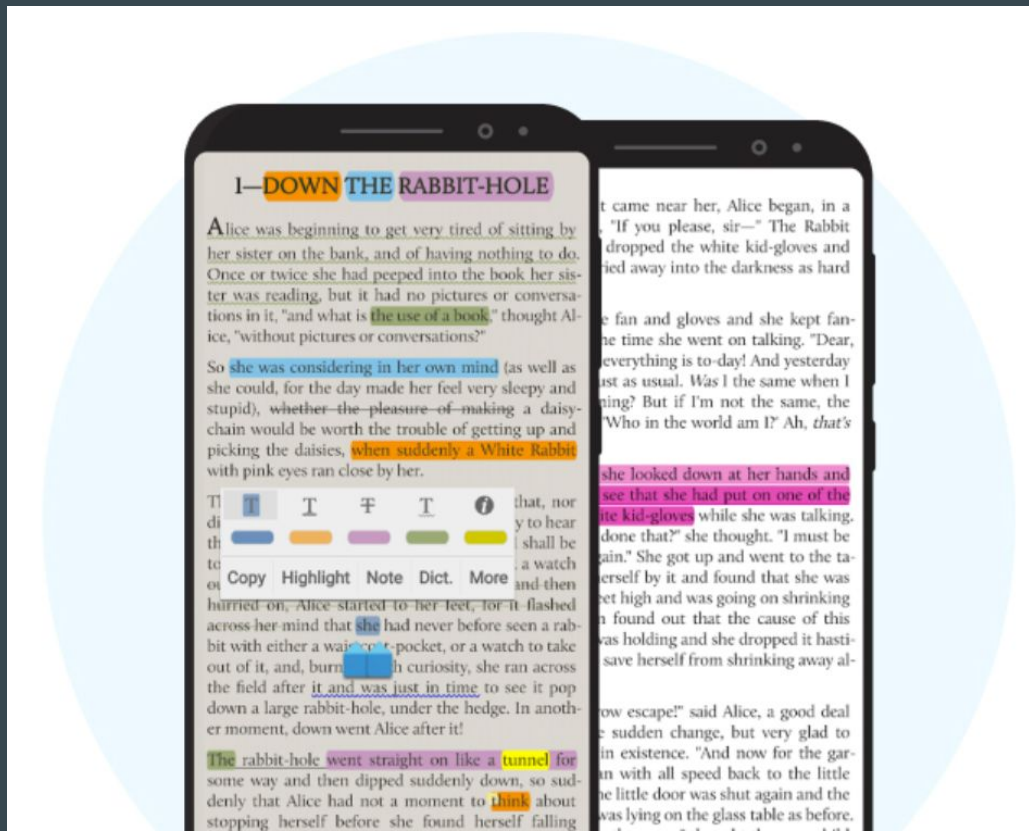 1—DOWN THE RABBIT-HOLE
Alice was beginning to get very tired of sitting by
her sister on the bank, and of having nothing to do.
Once or twice she had peeped into the book her sis-
ter was reading, but it had no pictures or conversa-
tions in it, "and what is the use of a book," thought Al-
ice, "without pictures or conversations?"
So she was considering in her own mind (as well as
she could, for the day made her feel very sleepy and
stupid), whether the pleasure of making a daisy-
chain would be worth the trouble of getting up and
picking the daisies, when suddenly a White Rabbit
with pink eyes ran close by her.
that, nor
to hear
shall be
a watch
and then
T T T T i
Copy Highlight Note Dict. More
hurried on, Alice started to her feet, for it flashed
across her mind that she had never before seen a rab-
bit with either a pocket, or a watch to take
out of it, and, curiosity, she ran across
the field after it and was just in time to see it pop
down a large rabbit-hole, under the hedge. In anoth-
er moment, down went Alice after it!
The rabbit-hole went straight on like a tunnel for
some way and then dipped suddenly down, so sud-
denly that Alice had not a moment to think about
stopping herself before she found herself falling
came near her, Alice began, in a
"If you please, sir—" The Rabbit
dropped the white kid-gloves and
away into the darkness as hard
fan and gloves and she kept fan-
time she went on talking. "Dear,
everything is to-day! And yesterday
as usual. Was I the same when I
But if I'm not the same, the
'Who in the world am I?' Ah, that's
she looked down at her hands and
see that she had put on one of the
kid-gloves while she was talking.
done that?" she thought. "I must be
She got up and went to the ta-
by it and found that she was
high and was going on shrinking
found out that the cause of this
holding and she dropped it hasti-
save herself from shrinking away al-
escape!" said Alice, a good deal
sudden change, but very glad to
in existence. "And now for the gar-
with all speed back to the little
little door was shut again and the
was lying on the glass table as before.